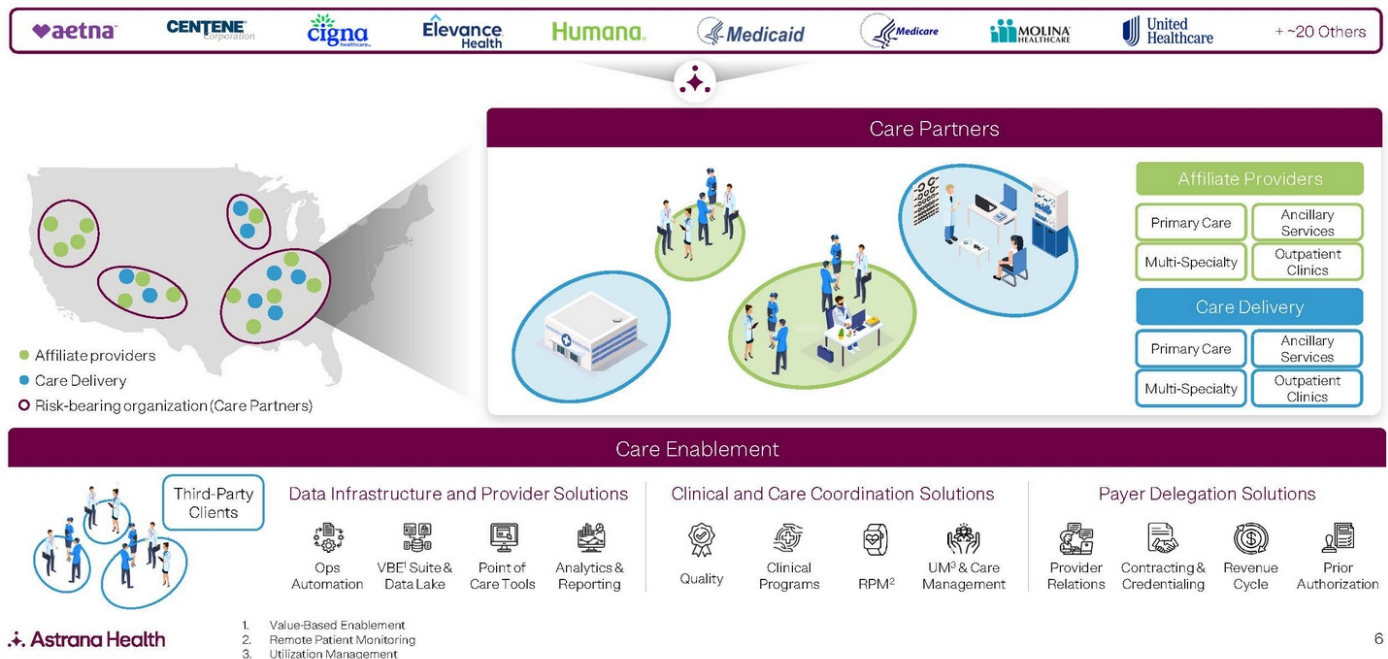 aetna™
CENTENE®
Corporation
cigna
healthcare™
Elevance
Health
Humana®
Medicaid
Medicare
MOLINA®
HEALTHCARE
United
Healthcare
+ ~20 Others
Care Partners
Affiliate Providers
Primary Care
Ancillary
Services
Multi-Specialty
Outpatient
Clinics
Care Delivery
Primary Care
Ancillary
Services
Multi-Specialty
Outpatient
Clinics
Affiliate providers
Care Delivery
Risk-bearing organization (Care Partners)
Care Enablement
Third-Party
Clients
Data Infrastructure and Provider Solutions
Ops
Automation
VBE¹ Suite &
Data Lake
Point of
Care Tools
Analytics &
Reporting
Clinical and Care Coordination Solutions
Quality
Clinical
Programs
RPM²
UM³ & Care
Management
Payer Delegation Solutions
Provider
Relations
Contracting &
Credentialing
Revenue
Cycle
Prior
Authorization
Astrana Health
1. Value-Based Enablement
2. Remote Patient Monitoring
3. Utilization Management
6